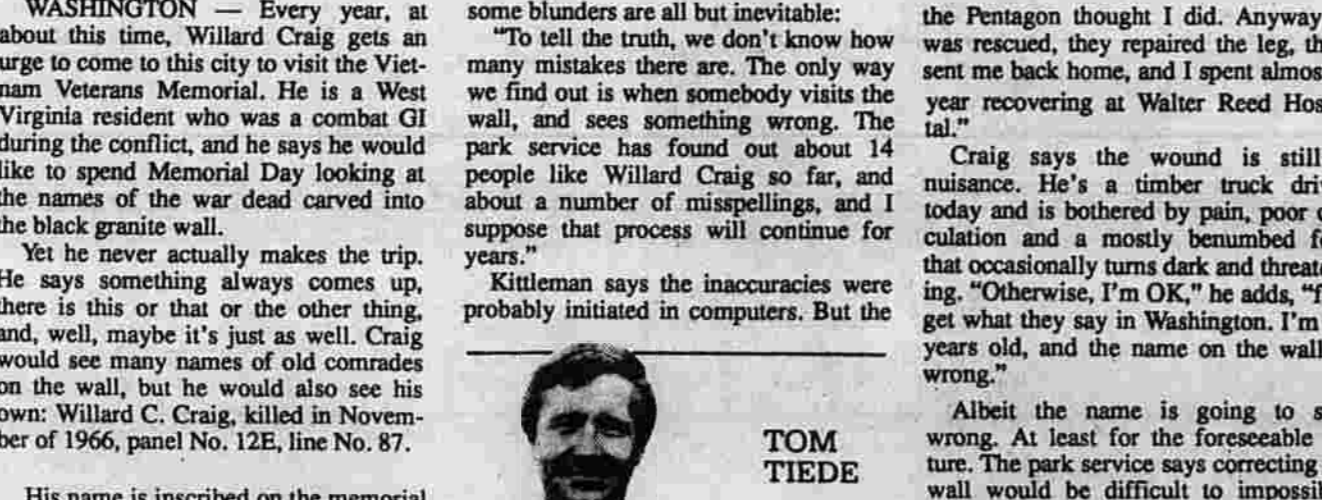 WASHINGTON — Every year, at
about this time, Willard Craig gets an
urge to come to this city to visit the Viet-
nam Veterans Memorial. He is a West
Virginia resident who was a combat GI
during the conflict, and he says he would
like to spend Memorial Day looking at
the names of the war dead carved into
the black granite wall.
Yet he never actually makes the trip.
He says something always comes up,
there is this or that or the other thing,
and, well, maybe it's just as well. Craig
would see many names of old comrades
on the wall, but he would also see his
own: Willard C. Craig, killed in Novem-
ber of 1966, panel No. 12E, line No. 87.
His name is inscribed on the memorial
some blunders are all but inevitable:
"To tell the truth, we don't know how
many mistakes there are. The only way
we find out is when somebody visits the
wall, and sees something wrong. The
park service has found out about 14
people like Willard Craig so far, and
about a number of misspellings, and I
suppose that process will continue for
years."
Kittleman says the inaccuracies were
probably initiated in computers. But the
TOM
TIEDE
the Pentagon thought I did. Anyway
was rescued, they repaired the leg, th
sent me back home, and I spent almos
year recovering at Walter Reed Hos
tal."
Craig says the wound is still
nuisance. He's a timber truck dri
today and is bothered by pain, poor c
culation and a mostly benumbed f
that occasionally turns dark and threat
ing. "Otherwise, I'm OK," he adds, "f
get what they say in Washington. I'm
years old, and the name on the wall
wrong."
Albeit the name is going to s
wrong. At least for the foreseeable
ture. The park service says correcting
wall would be difficult to impossi